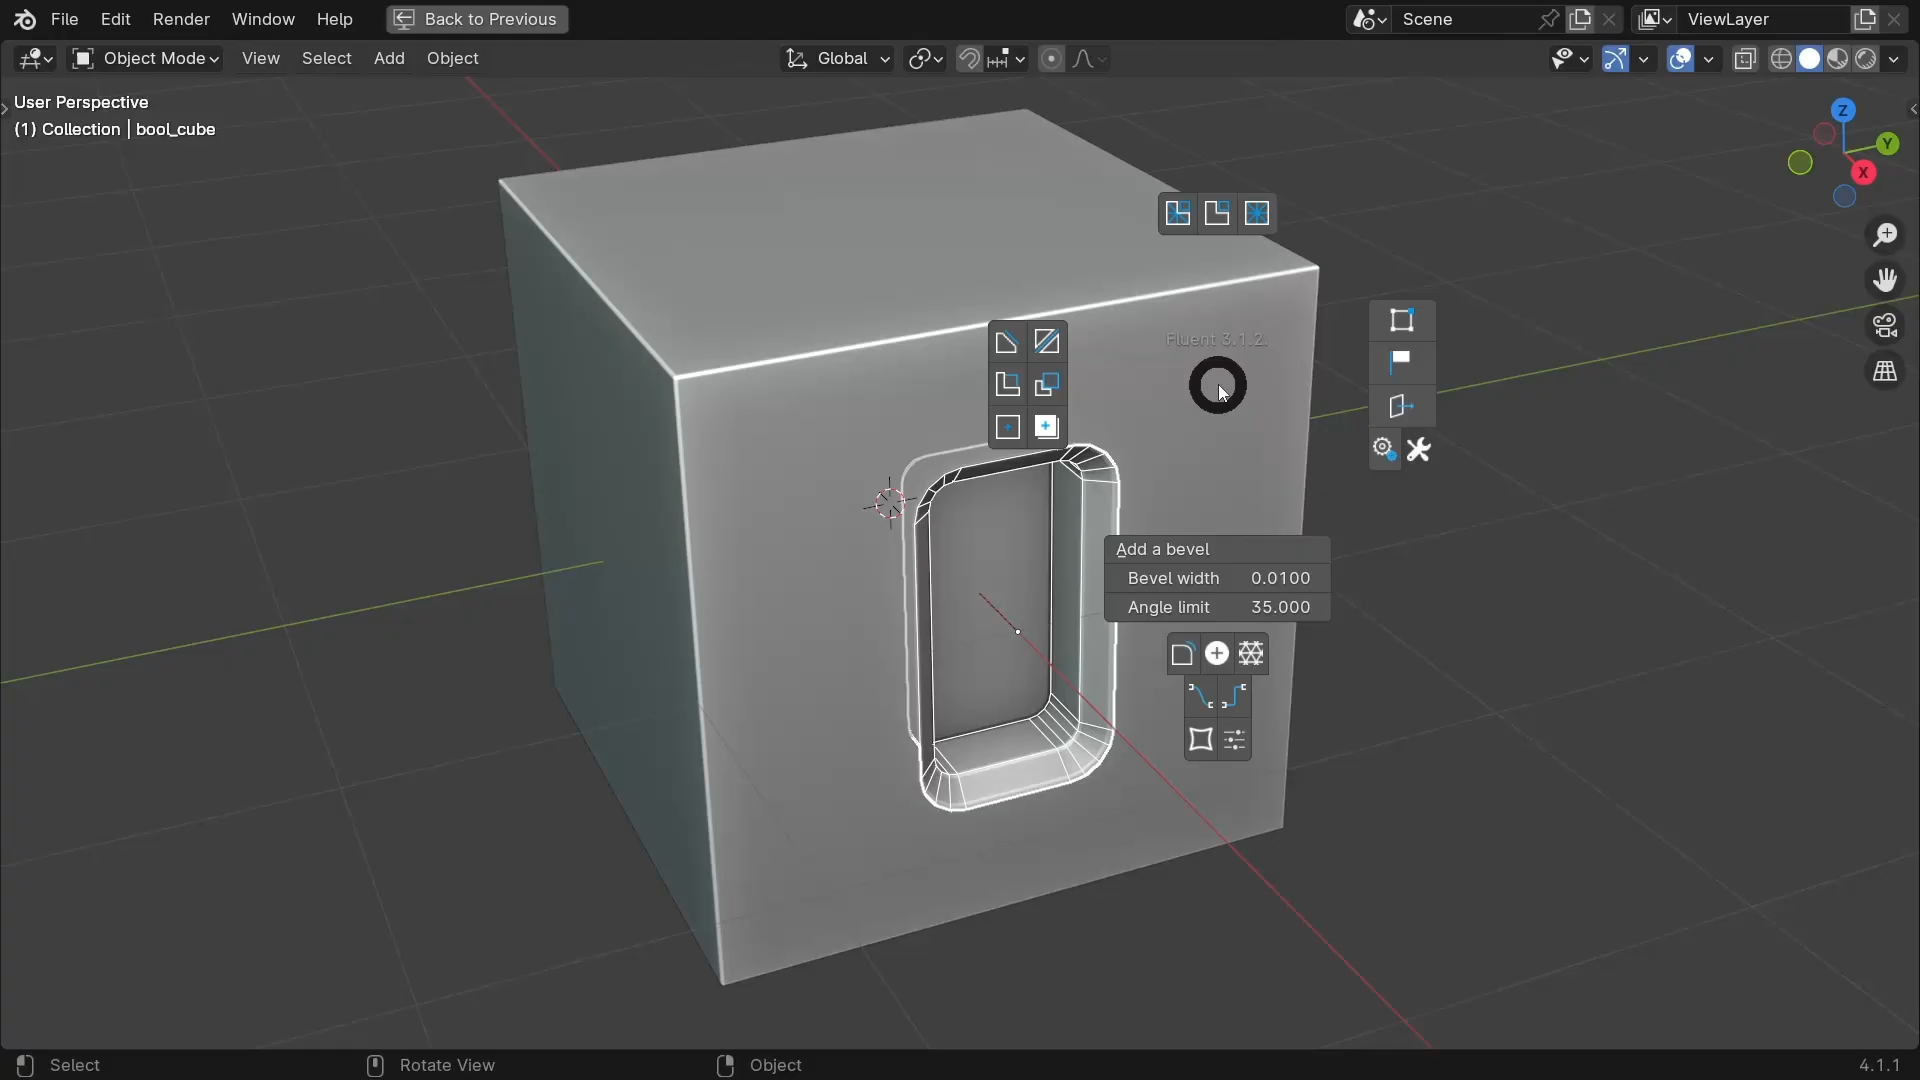 File Edit Render Window Help Back to Previous Scene ViewLayer
Object Mode View Select Add Object Global
User Perspective
(1) Collection | bool_cube
Z
Y
X
Fluent 3.1.2.
Add a bevel
Bevel width 0.0100
Angle limit 35.000
Select Rotate View Object 4.1.1